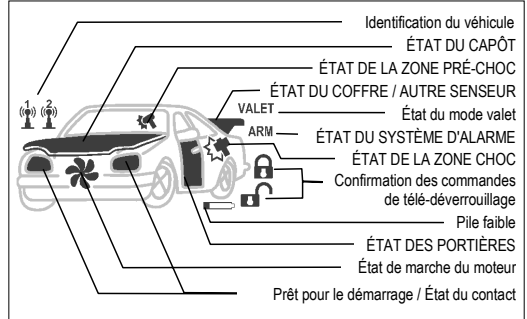 Identification du véhicule
ÉTAT DU CAPÔT
ÉTAT DE LA ZONE PRÉ-CHOC
ÉTAT DU COFFRE / AUTRE SENSEUR
1 2
VALET
État du mode valet
ARM
ÉTAT DU SYSTÈME D'ALARME
ÉTAT DE LA ZONE CHOC
Confirmation des commandes
de télé-déverrouillage
Pile faible
ÉTAT DES PORTIÈRES
État de marche du moteur
Prêt pour le démarrage / État du contact